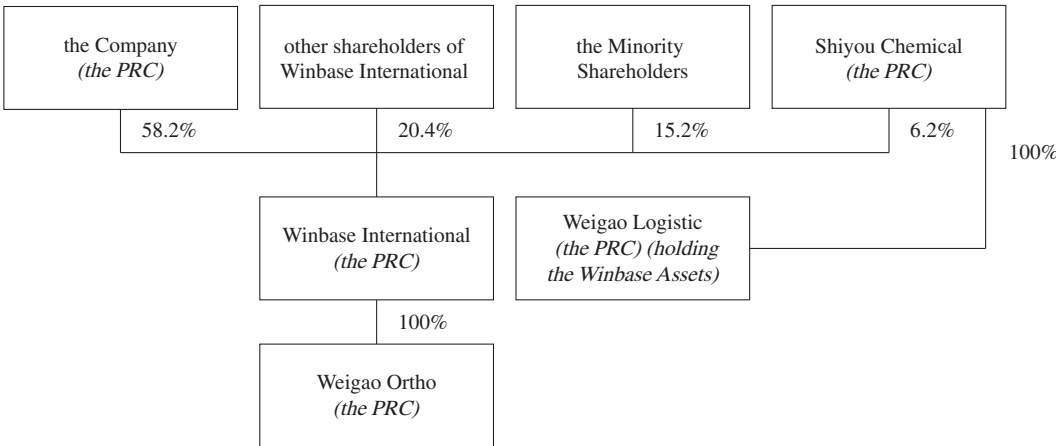 the Company
(the PRC)
other shareholders of
Winbase International
the Minority
Shareholders
Shiyou Chemical
(the PRC)
58.2%
20.4%
15.2%
6.2%
100%
Winbase International
(the PRC)
Weigao Logistic
(the PRC) (holding
the Winbase Assets)
100%
Weigao Ortho
(the PRC)